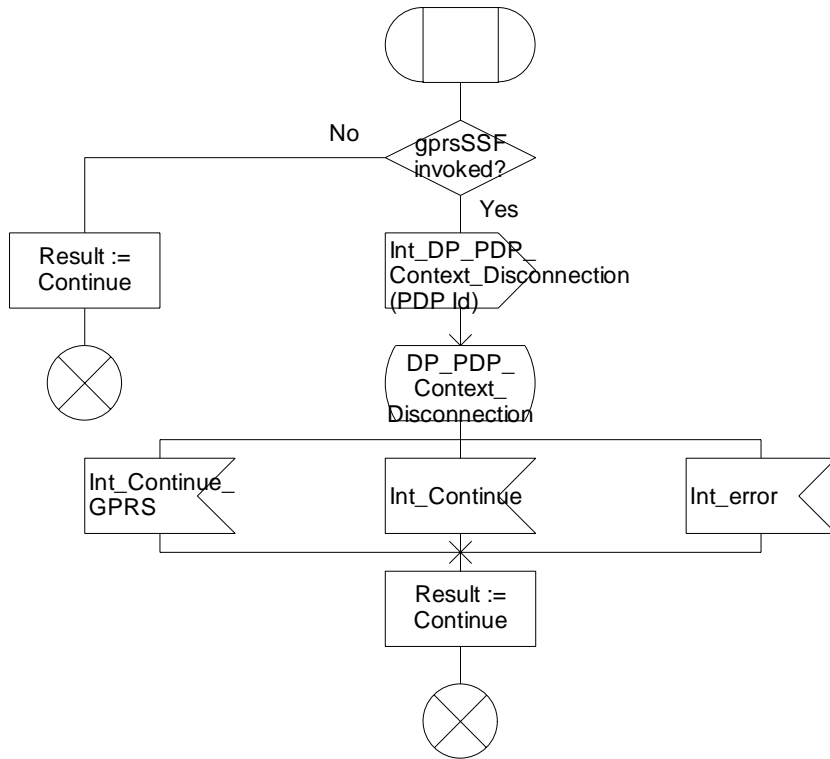 No
gprsSSF
invoked?
Yes
Result :=
Continue
Int_DP_PDP_
Context_Disconnection
(PDP Id)
DP_PDP_
Context_
Disconnection
Int_Continue_
GPRS
Int_Continue
Int_error
Result :=
Continue